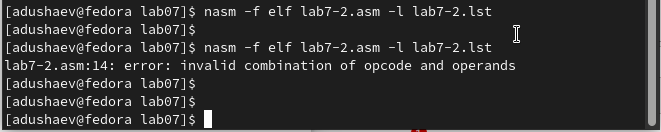 [adushaev@fedora lab07]$ nasm -f elf lab7-2.asm -l lab7-2.lst
[adushaev@fedora lab07]$
[adushaev@fedora lab07]$ nasm -f elf lab7-2.asm -l lab7-2.lst
lab7-2.asm:14: error: invalid combination of opcode and operands
[adushaev@fedora lab07]$
[adushaev@fedora lab07]$
[adushaev@fedora lab07]$